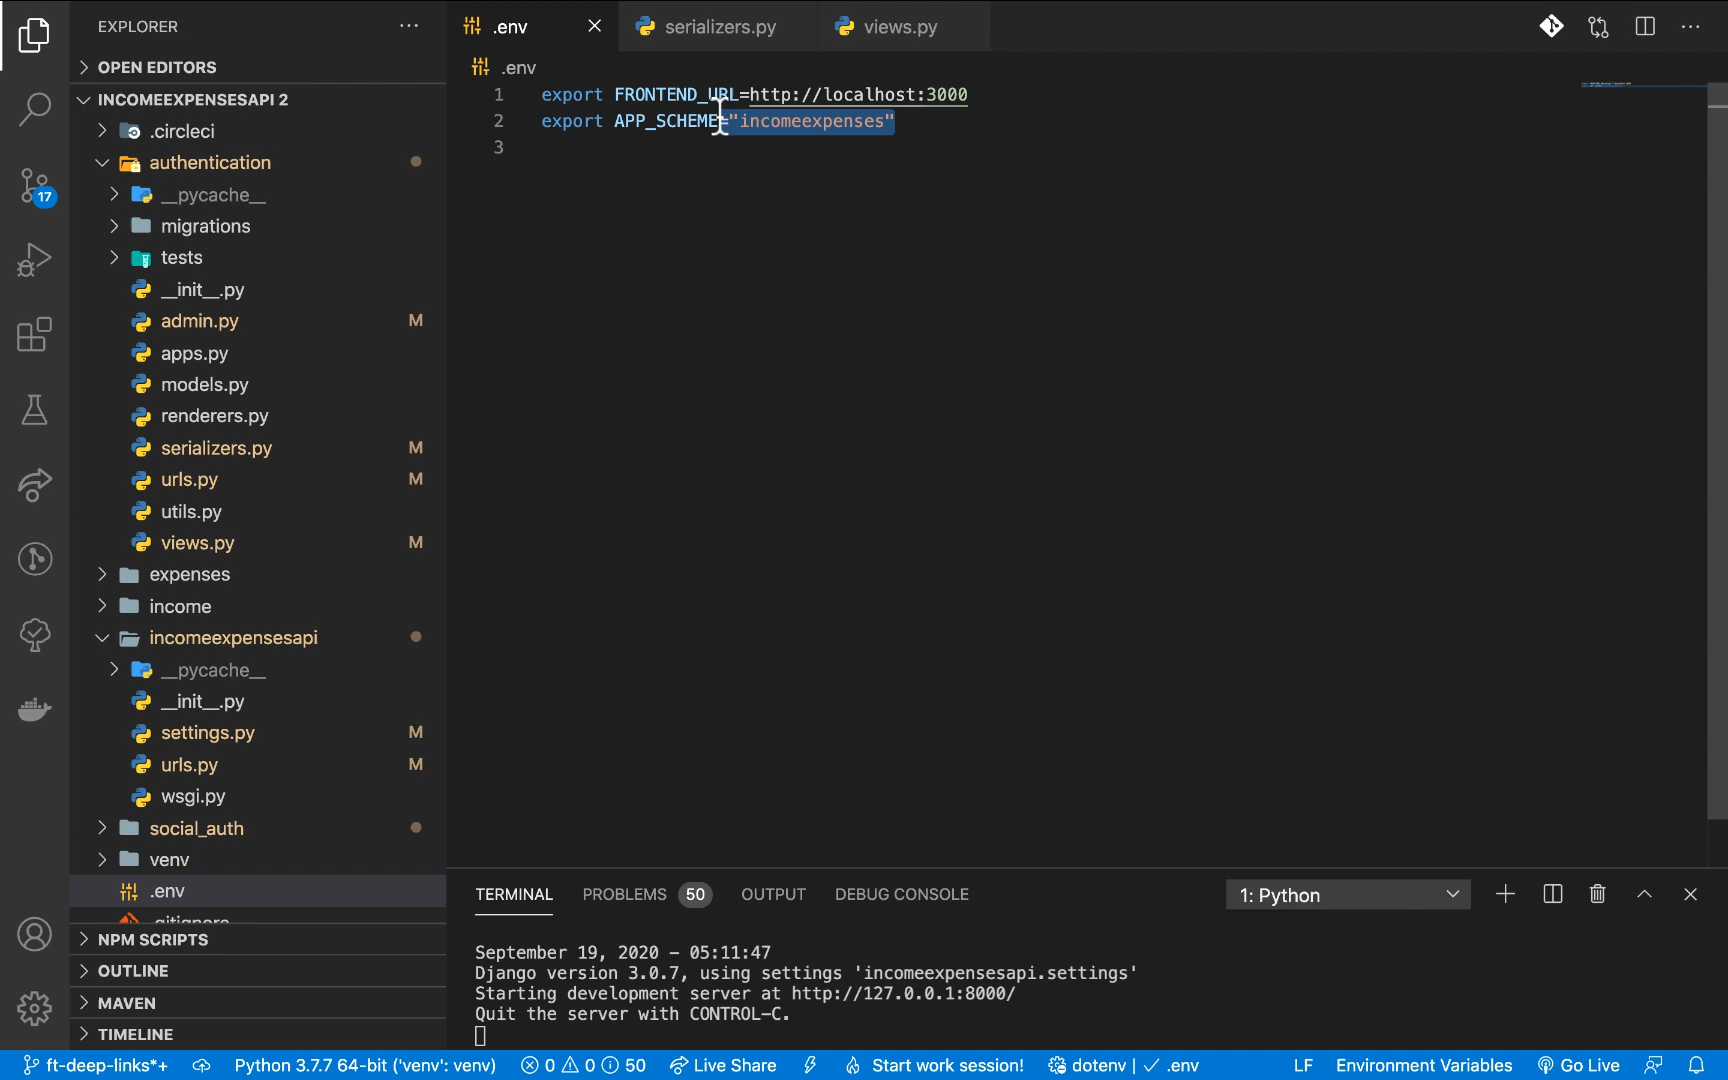 EXPLORER
OPEN EDITORS
INCOMEEXPENSESAPI 2
.circleci
authentication
__pycache__
migrations
tests
__init__.py
admin.py M
apps.py
models.py
renderers.py
serializers.py M
urls.py M
utils.py
views.py M
expenses
income
incomeexpensesapi
__pycache__
__init__.py
settings.py M
urls.py M
wsgi.py
social_auth
venv
.env
.gitignore
NPM SCRIPTS
OUTLINE
MAVEN
TIMELINE
17
.env serializers.py views.py
.env
1 export FRONTEND_URL=http://localhost:3000
2 export APP_SCHEME="incomeexpenses"
3
TERMINAL PROBLEMS 50 OUTPUT DEBUG CONSOLE 1: Python
September 19, 2020 - 05:11:47
Django version 3.0.7, using settings 'incomeexpensesapi.settings'
Starting development server at http://127.0.0.1:8000/
Quit the server with CONTROL-C.
ft-deep-links*+ Python 3.7.7 64-bit ('venv': venv) 0 0 50 Live Share Start work session! dotenv | ✓ .env LF Environment Variables Go Live